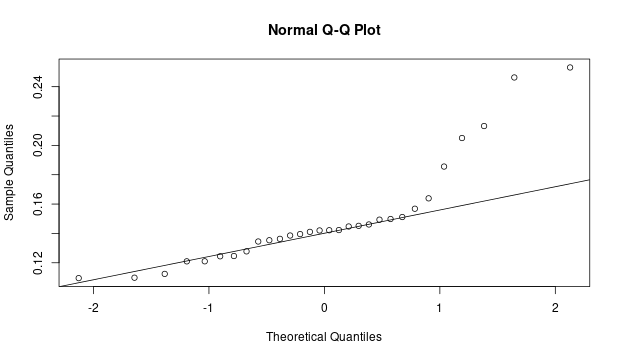 Normal Q-Q Plot
Sample Quantiles
0.24
0.20
0.16
0.12
-2 -1 0 1 2
Theoretical Quantiles